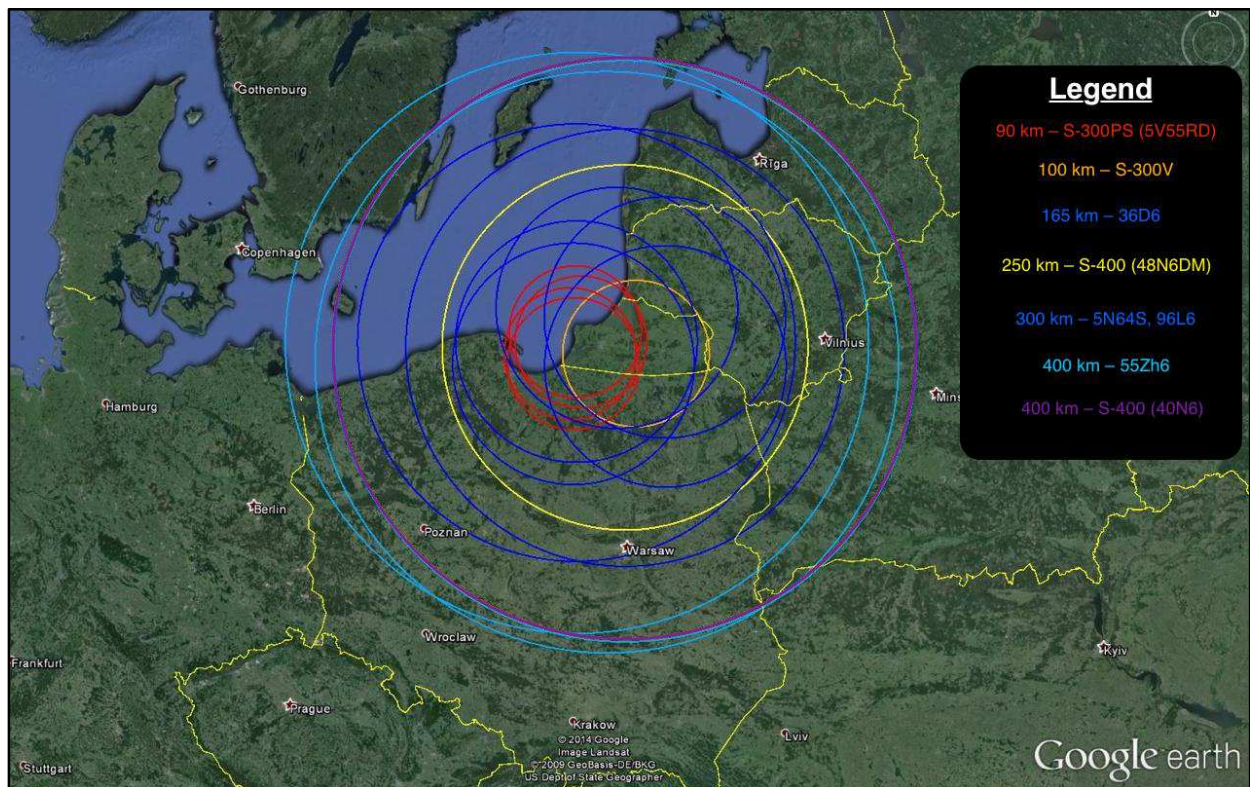 N
Gothenburg
Rīga
Copenhagen
Vilnius
Hamburg
Berlin
Poznan
Warsaw
Wroclaw
Frankfurt
Prague
Kyiv
Krakow
Lviv
Stuttgart
© 2014 Google
Image Landsat
© 2009 GeoBasis-DE/BKG
US Dept of State Geographer
Google earth
Legend
90 km – S-300PS (5V55RD)
100 km – S-300V
165 km – 36D6
250 km – S-400 (48N6DM)
300 km – 5N64S, 96L6
400 km – 55Zh6
400 km – S-400 (40N6)
Mins